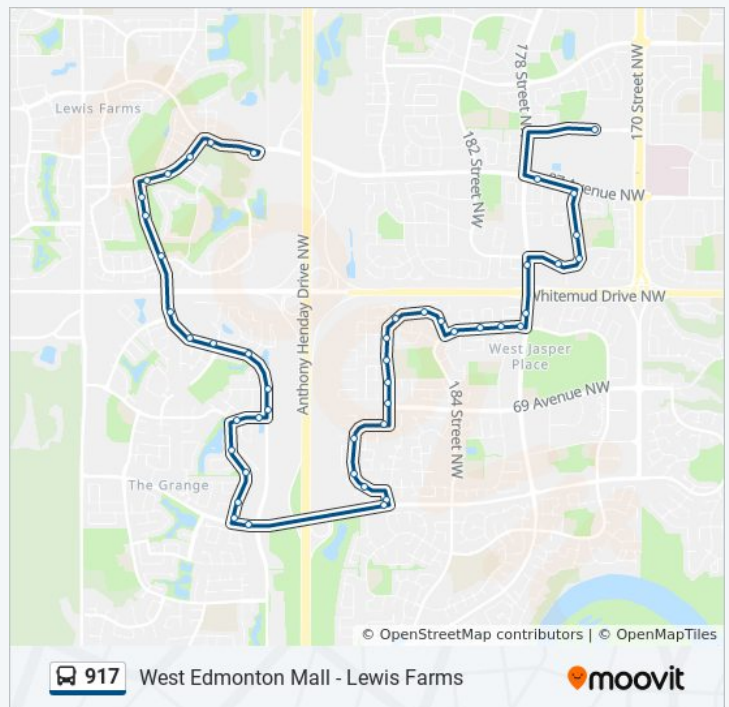 Lewis Farms
178 Street NW
170 Street NW
182 Street NW
87 Avenue NW
Anthony Henday Drive NW
Whitemud Drive NW
West Jasper
Place
69 Avenue NW
184 Street NW
The Grange
© OpenStreetMap contributors | © OpenMapTiles
917 West Edmonton Mall - Lewis Farms
moovit